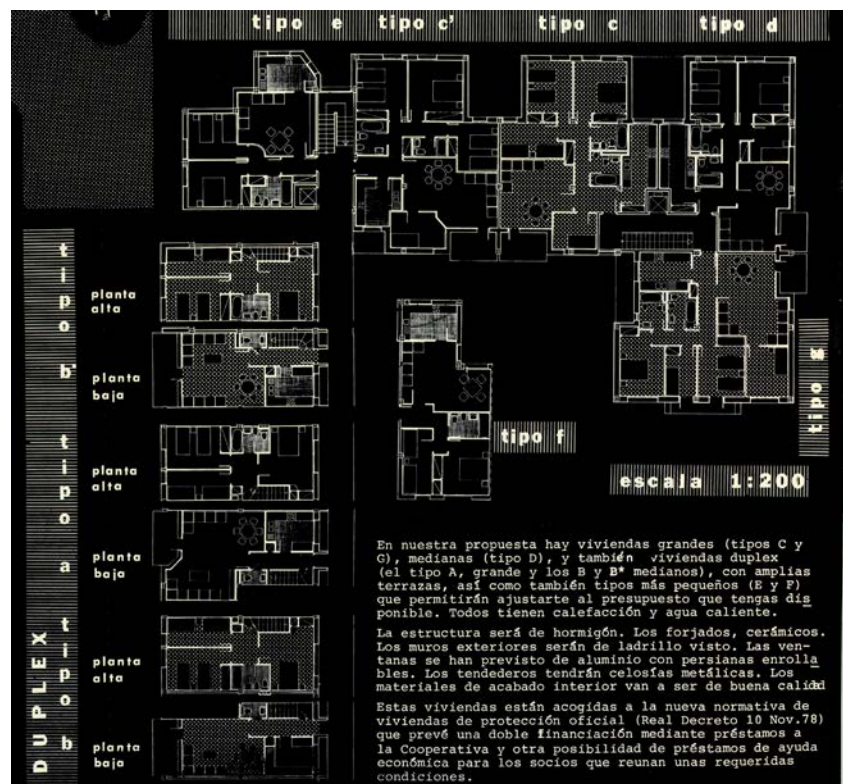 tipo e tipo c' tipo c tipo d
tipo b*
planta
alta
planta
baja
tipo a
planta
alta
planta
baja
DUPLEX
tipo b
planta
alta
planta
baja
tipo f
tipo
escala 1:200
En nuestra propuesta hay viviendas grandes (tipos C y
G), medianas (tipo D), y también viviendas duplex
(el tipo A, grande y los B y B* medianos), con amplias
terrazas, así como también tipos más pequeños (E y F)
que permitirán ajustarte al presupuesto que tengas dis
ponible. Todos tienen calefacción y agua caliente.
La estructura será de hormigón. Los forjados, cerámicos.
Los muros exteriores serán de ladrillo visto. Las ven-
tanas se han previsto de aluminio con persianas enrolla
bles. Los tendederos tendrán celosías metálicas. Los
materiales de acabado interior van a ser de buena calidad
Estas viviendas están acogidas a la nueva normativa de
viviendas de protección oficial (Real Decreto 10 Nov.78)
que prevé una doble financiación mediante préstamos a
la Cooperativa y otra posibilidad de préstamos de ayuda
económica para los socios que reunan unas requeridas
condiciones.